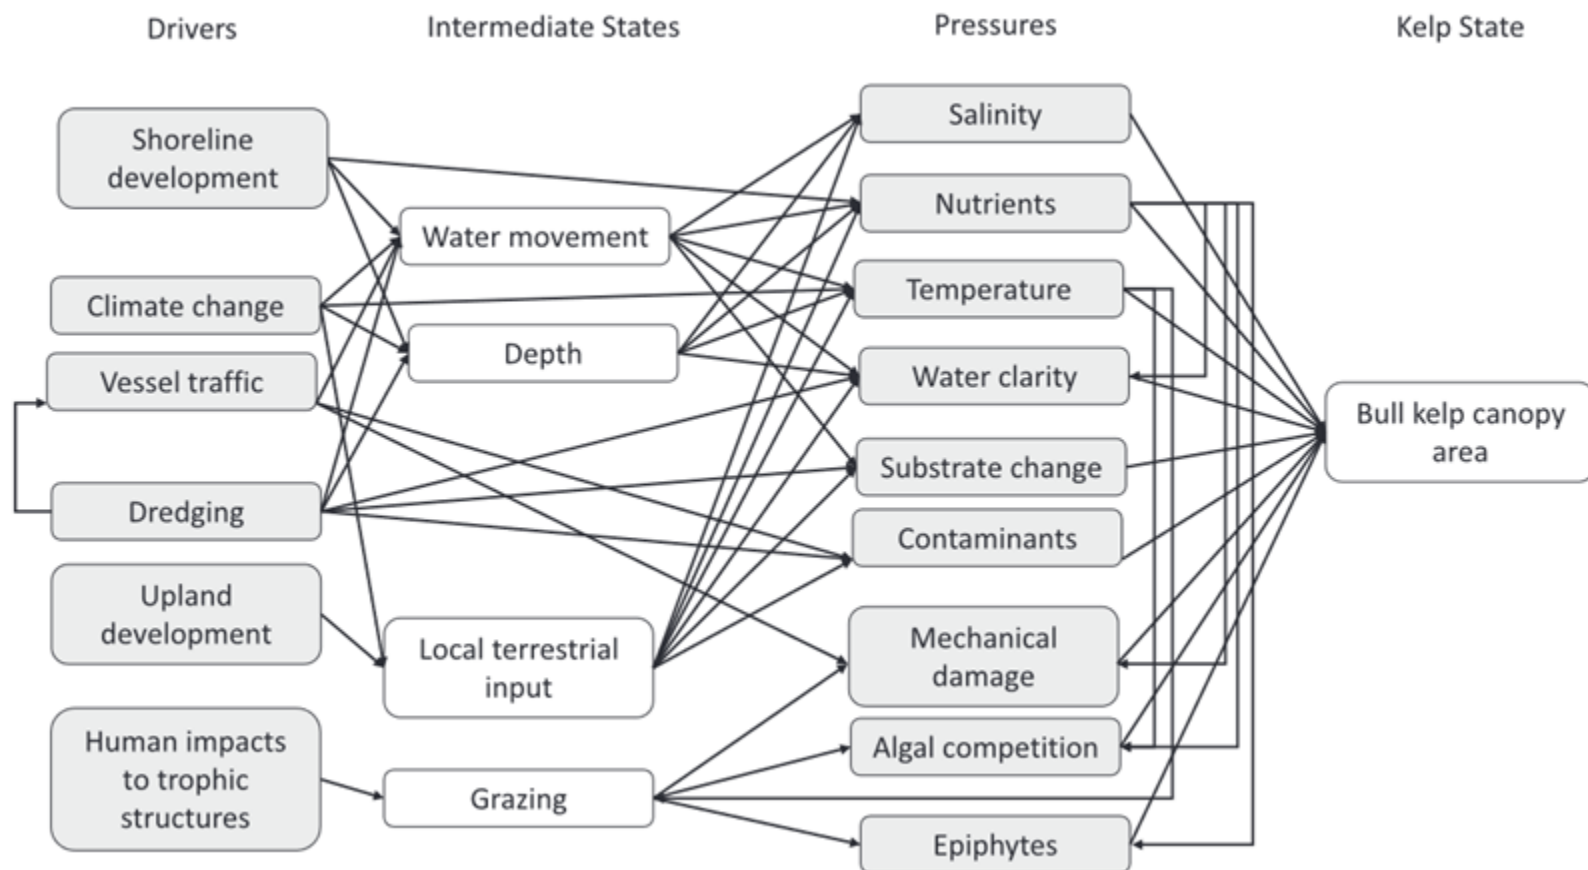 Drivers
Intermediate States
Pressures
Kelp State
Shoreline
development
Climate change
Vessel traffic
Dredging
Upland
development
Human impacts
to trophic
structures
Water movement
Depth
Local terrestrial
input
Grazing
Salinity
Nutrients
Temperature
Water clarity
Substrate change
Contaminants
Mechanical
damage
Algal competition
Epiphytes
Bull kelp canopy
area